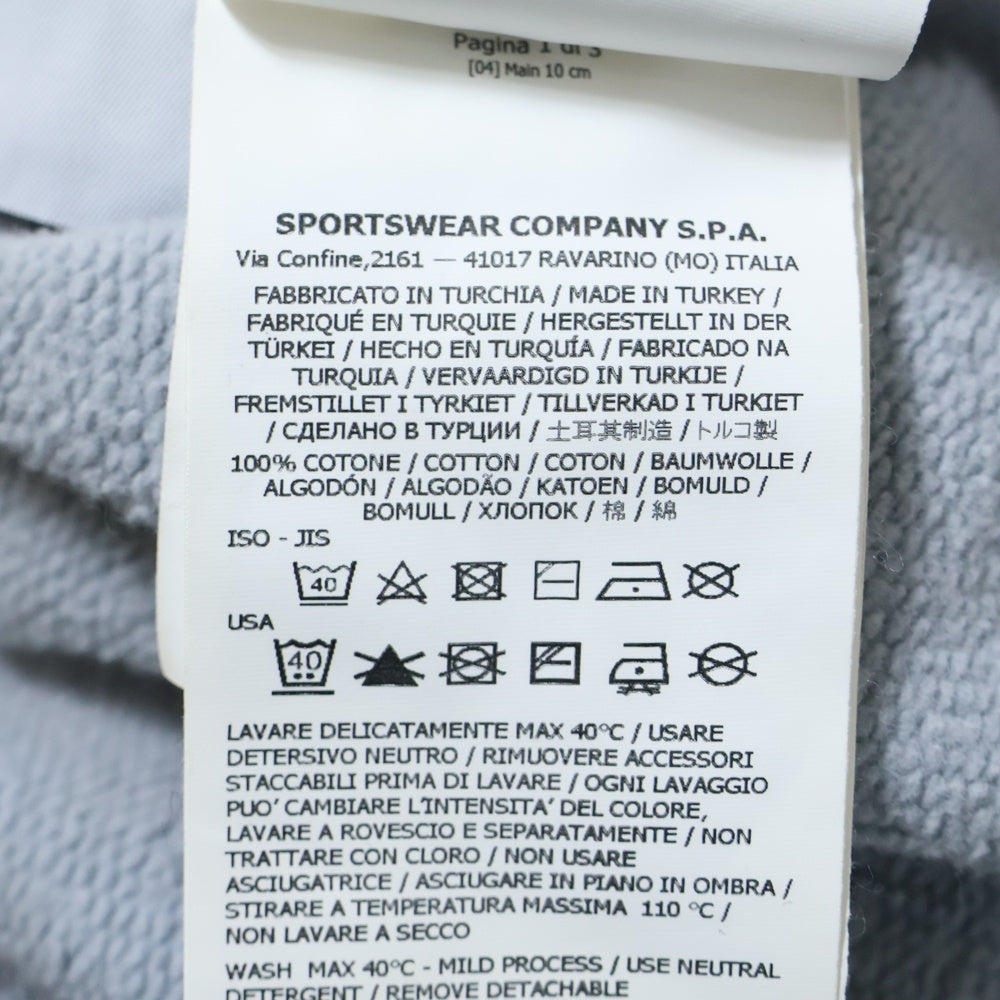 Pagina 1 di 3
[04] Main 10 cm
SPORTSWEAR COMPANY S.P.A.
Via Confine,2161 — 41017 RAVARINO (MO) ITALIA
FABBRICATO IN TURCHIA / MADE IN TURKEY /
FABRIQUÉ EN TURQUIE / HERGESTELLT IN DER
TÜRKEI / HECHO EN TURQUÍA / FABRICADO NA
TURQUIA / VERVAARDIGD IN TURKIJE /
FREMSTILLET I TYRKIET / TILLVERKAD I TURKIET
/ СДЕЛАНО В ТУРЦИИ / 土耳其制造 / トルコ製
100% COTONE / COTTON / COTON / BAUMWOLLE /
ALGODÓN / ALGODÃO / KATOEN / BOMULD /
BOMULL / ХЛОПОК / 棉 / 綿
ISO - JIS
40
USA
40
LAVARE DELICATAMENTE MAX 40°C / USARE
DETERSIVO NEUTRO / RIMUOVERE ACCESSORI
STACCABILI PRIMA DI LAVARE / OGNI LAVAGGIO
PUO' CAMBIARE L'INTENSITA' DEL COLORE,
LAVARE A ROVESCIO E SEPARATAMENTE / NON
TRATTARE CON CLORO / NON USARE
ASCIUGATRICE / ASCIUGARE IN PIANO IN OMBRA /
STIRARE A TEMPERATURA MASSIMA 110 °C /
NON LAVARE A SECCO
WASH MAX 40°C - MILD PROCESS / USE NEUTRAL
DETERGENT / REMOVE DETACHABLE